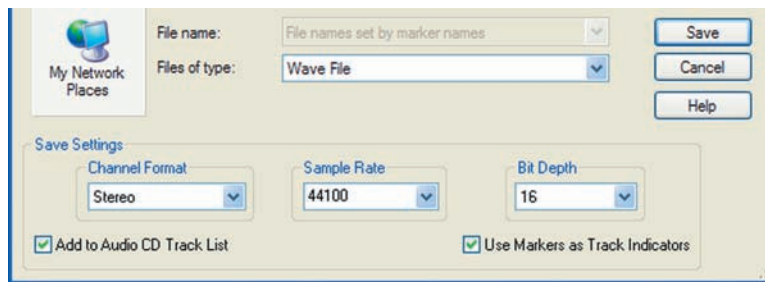 File name:
File names set by marker names
Save
My Network
Places
Files of type:
Wave File
Cancel
Help
Save Settings
Channel Format
Sample Rate
Bit Depth
Stereo
44100
16
Add to Audio CD Track List
Use Markers as Track Indicators